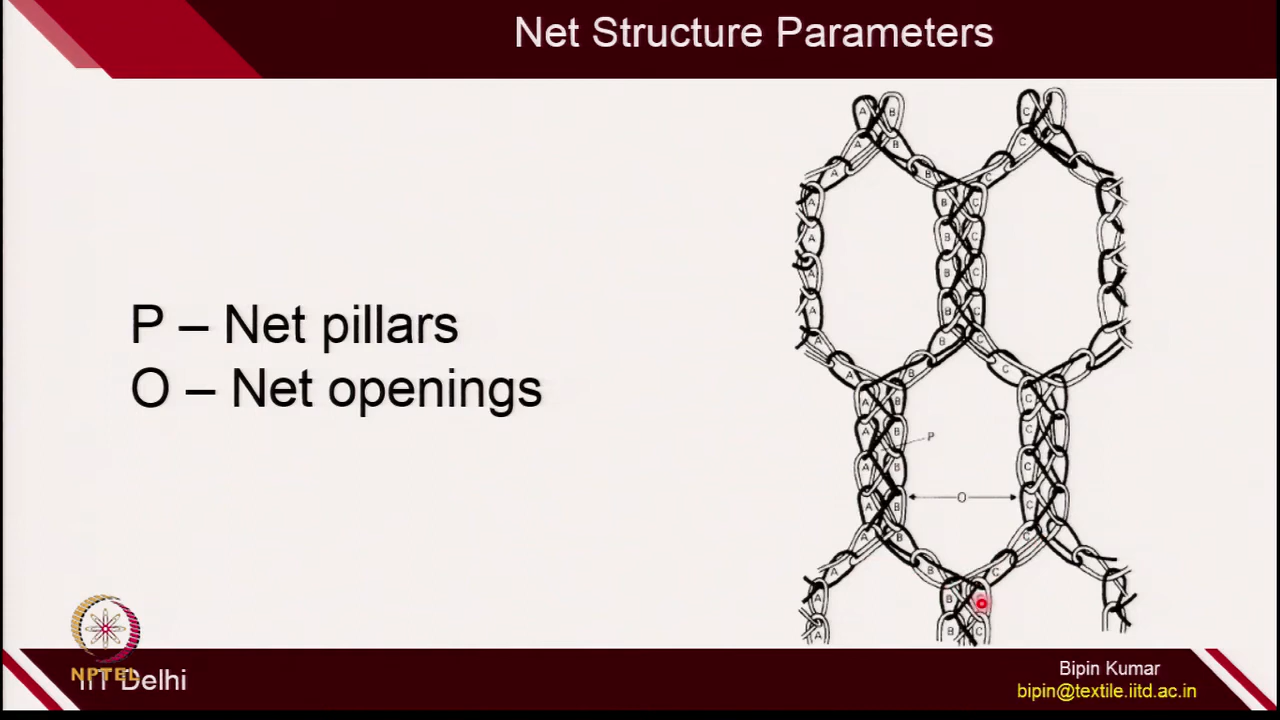 Net Structure Parameters
P – Net pillars
O – Net openings
A B C
A B C
A B C
A B C
A B C
A B C
A B C
A B C
A B C
A B C
A B C
P
A B C
A B C
O
A B C
A B C
A B C
A B C
NPTEL
IIT Delhi
Bipin Kumar
bipin@textile.iitd.ac.in